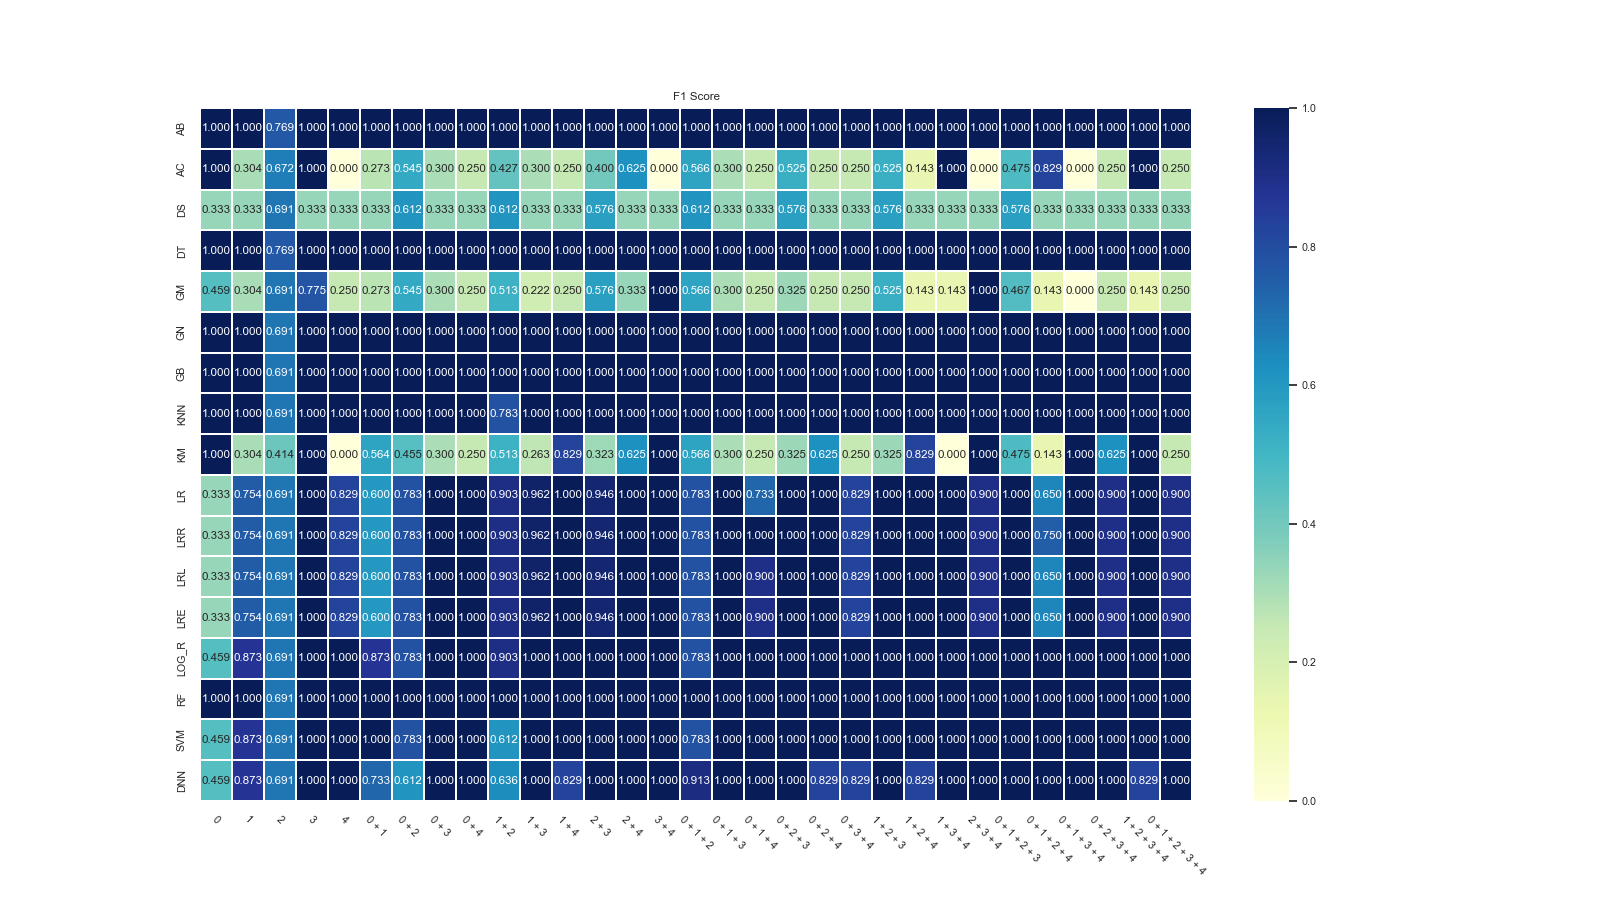 F1 Score
AB 1.000 1.000 0.769 1.000 1.000 1.000 1.000 1.000 1.000 1.000 1.000 1.000 1.000 1.000 1.000 1.000 1.000 1.000 1.000 1.000 1.000 1.000 1.000 1.000 1.000 1.000 1.000 1.000 1.000 1.000 1.000
AC 1.000 0.304 0.672 1.000 0.000 0.273 0.545 0.300 0.250 0.427 0.300 0.250 0.400 0.625 0.000 0.566 0.300 0.250 0.525 0.250 0.250 0.525 0.143 1.000 0.000 0.475 0.829 0.000 0.250 1.000 0.250
DS 0.333 0.333 0.691 0.333 0.333 0.333 0.612 0.333 0.333 0.612 0.333 0.333 0.576 0.333 0.333 0.612 0.333 0.333 0.576 0.333 0.333 0.576 0.333 0.333 0.333 0.576 0.333 0.333 0.333 0.333 0.333
DT 1.000 1.000 0.769 1.000 1.000 1.000 1.000 1.000 1.000 1.000 1.000 1.000 1.000 1.000 1.000 1.000 1.000 1.000 1.000 1.000 1.000 1.000 1.000 1.000 1.000 1.000 1.000 1.000 1.000 1.000 1.000
GM 0.459 0.304 0.691 0.775 0.250 0.273 0.545 0.300 0.250 0.513 0.222 0.250 0.576 0.333 1.000 0.566 0.300 0.250 0.325 0.250 0.250 0.525 0.143 0.143 1.000 0.467 0.143 0.000 0.250 0.143 0.250
GN 1.000 1.000 0.691 1.000 1.000 1.000 1.000 1.000 1.000 1.000 1.000 1.000 1.000 1.000 1.000 1.000 1.000 1.000 1.000 1.000 1.000 1.000 1.000 1.000 1.000 1.000 1.000 1.000 1.000 1.000 1.000
GB 1.000 1.000 0.691 1.000 1.000 1.000 1.000 1.000 1.000 1.000 1.000 1.000 1.000 1.000 1.000 1.000 1.000 1.000 1.000 1.000 1.000 1.000 1.000 1.000 1.000 1.000 1.000 1.000 1.000 1.000 1.000
KNN 1.000 1.000 0.691 1.000 1.000 1.000 1.000 1.000 1.000 0.783 1.000 1.000 1.000 1.000 1.000 1.000 1.000 1.000 1.000 1.000 1.000 1.000 1.000 1.000 1.000 1.000 1.000 1.000 1.000 1.000 1.000
KM 1.000 0.304 0.414 1.000 0.000 0.564 0.455 0.300 0.250 0.513 0.263 0.829 0.323 0.625 1.000 0.566 0.300 0.250 0.325 0.625 0.250 0.325 0.829 0.000 1.000 0.475 0.143 1.000 0.625 1.000 0.250
LR 0.333 0.754 0.691 1.000 0.829 0.600 0.783 1.000 1.000 0.903 0.962 1.000 0.946 1.000 1.000 0.783 1.000 0.733 1.000 1.000 0.829 1.000 1.000 1.000 0.900 1.000 0.650 1.000 0.900 1.000 0.900
LRR 0.333 0.754 0.691 1.000 0.829 0.600 0.783 1.000 1.000 0.903 0.962 1.000 0.946 1.000 1.000 0.783 1.000 1.000 1.000 1.000 0.829 1.000 1.000 1.000 0.900 1.000 0.750 1.000 0.900 1.000 0.900
LRL 0.333 0.754 0.691 1.000 0.829 0.600 0.783 1.000 1.000 0.903 0.962 1.000 0.946 1.000 1.000 0.783 1.000 0.900 1.000 1.000 0.829 1.000 1.000 1.000 0.900 1.000 0.650 1.000 0.900 1.000 0.900
LRE 0.333 0.754 0.691 1.000 0.829 0.600 0.783 1.000 1.000 0.903 0.962 1.000 0.946 1.000 1.000 0.783 1.000 0.900 1.000 1.000 0.829 1.000 1.000 1.000 0.900 1.000 0.650 1.000 0.900 1.000 0.900
LOG_R 0.459 0.873 0.691 1.000 1.000 0.873 0.783 1.000 1.000 0.903 1.000 1.000 1.000 1.000 1.000 0.783 1.000 1.000 1.000 1.000 1.000 1.000 1.000 1.000 1.000 1.000 1.000 1.000 1.000 1.000 1.000
RF 1.000 1.000 0.691 1.000 1.000 1.000 1.000 1.000 1.000 1.000 1.000 1.000 1.000 1.000 1.000 1.000 1.000 1.000 1.000 1.000 1.000 1.000 1.000 1.000 1.000 1.000 1.000 1.000 1.000 1.000 1.000
SVM 0.459 0.873 0.691 1.000 1.000 1.000 0.783 1.000 1.000 0.612 1.000 1.000 1.000 1.000 1.000 0.783 1.000 1.000 1.000 1.000 1.000 1.000 1.000 1.000 1.000 1.000 1.000 1.000 1.000 1.000 1.000
DNN 0.459 0.873 0.691 1.000 1.000 0.733 0.612 1.000 1.000 0.636 1.000 0.829 1.000 1.000 1.000 0.913 1.000 1.000 1.000 0.829 0.829 1.000 0.829 1.000 1.000 1.000 1.000 1.000 1.000 0.829 1.000
0
1
2
3
4
0 + 1
0 + 2
0 + 3
0 + 4
1 + 2
1 + 3
1 + 4
2 + 3
2 + 4
3 + 4
0 + 1 + 2
0 + 1 + 3
0 + 1 + 4
0 + 2 + 3
0 + 2 + 4
0 + 3 + 4
1 + 2 + 3
1 + 2 + 4
1 + 3 + 4
2 + 3 + 4
0 + 1 + 2 + 3
0 + 1 + 2 + 4
0 + 1 + 3 + 4
0 + 2 + 3 + 4
1 + 2 + 3 + 4
0 + 1 + 2 + 3 + 4
1.0
0.8
0.6
0.4
0.2
0.0